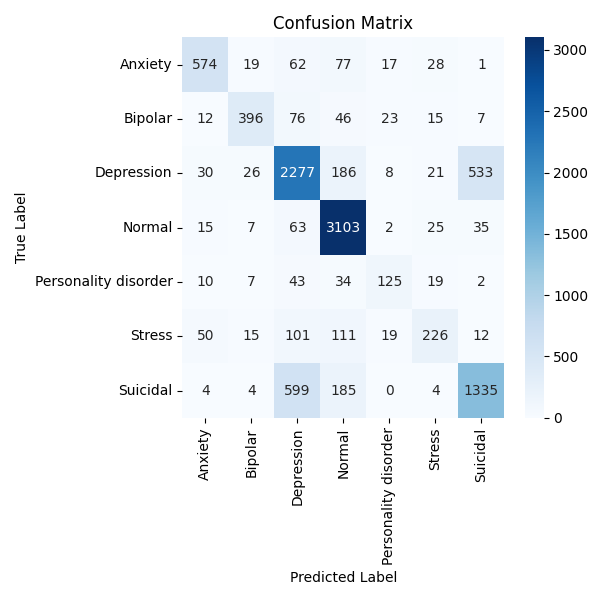 Confusion Matrix
True Label
Anxiety 574 19 62 77 17 28 1
Bipolar 12 396 76 46 23 15 7
Depression 30 26 2277 186 8 21 533
Normal 15 7 63 3103 2 25 35
Personality disorder 10 7 43 34 125 19 2
Stress 50 15 101 111 19 226 12
Suicidal 4 4 599 185 0 4 1335
Anxiety
Bipolar
Depression
Normal
Personality disorder
Stress
Suicidal
Predicted Label
3000
2500
2000
1500
1000
500
0